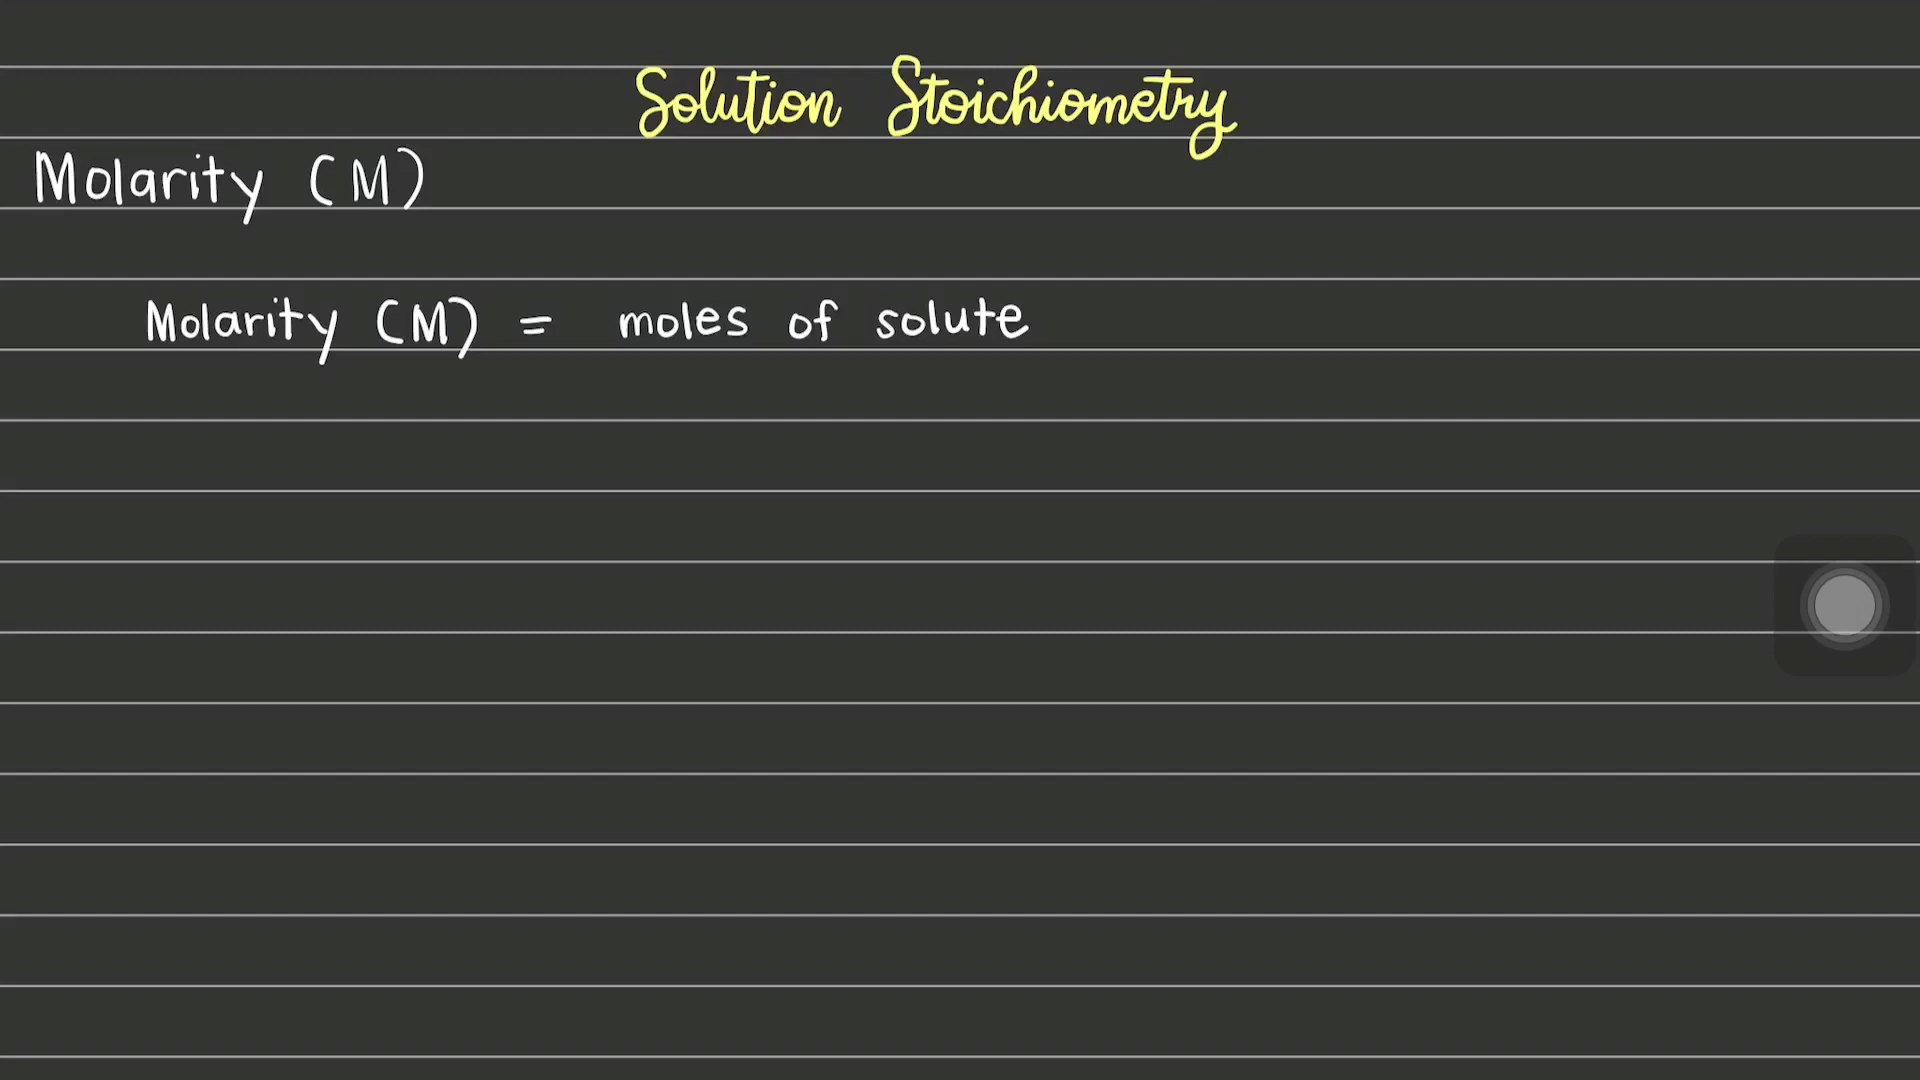 Solution Stoichiometry
Molarity (M)
Molarity (M) = moles of solute